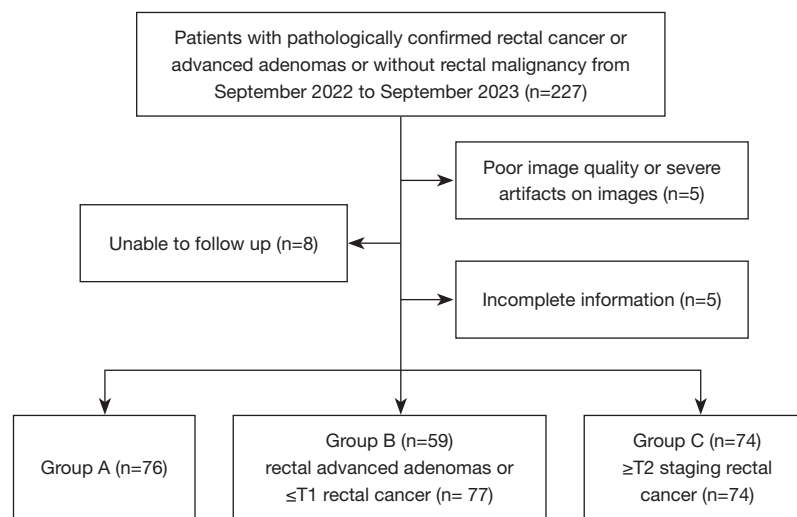 Patients with pathologically confirmed rectal cancer or
advanced adenomas or without rectal malignancy from
September 2022 to September 2023 (n=227)
Poor image quality or severe
artifacts on images (n=5)
Unable to follow up (n=8)
Incomplete information (n=5)
Group A (n=76)
Group B (n=59)
rectal advanced adenomas or
≤T1 rectal cancer (n= 77)
Group C (n=74)
≥T2 staging rectal
cancer (n=74)